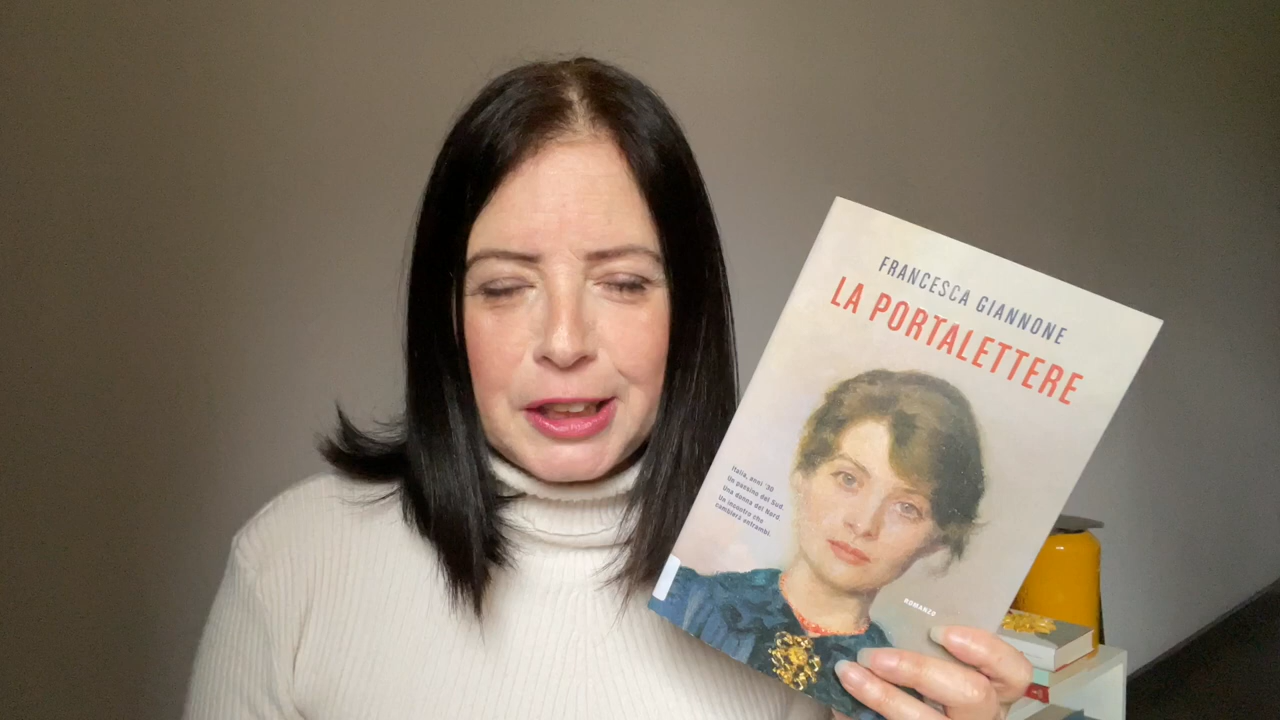 FRANCESCA GIANNONE
LA PORTALETTERE
Italia, anni '30
Un paesino del Sud.
Una donna del Nord
Un incontro che
cambierà entrambi.
ROMANZO